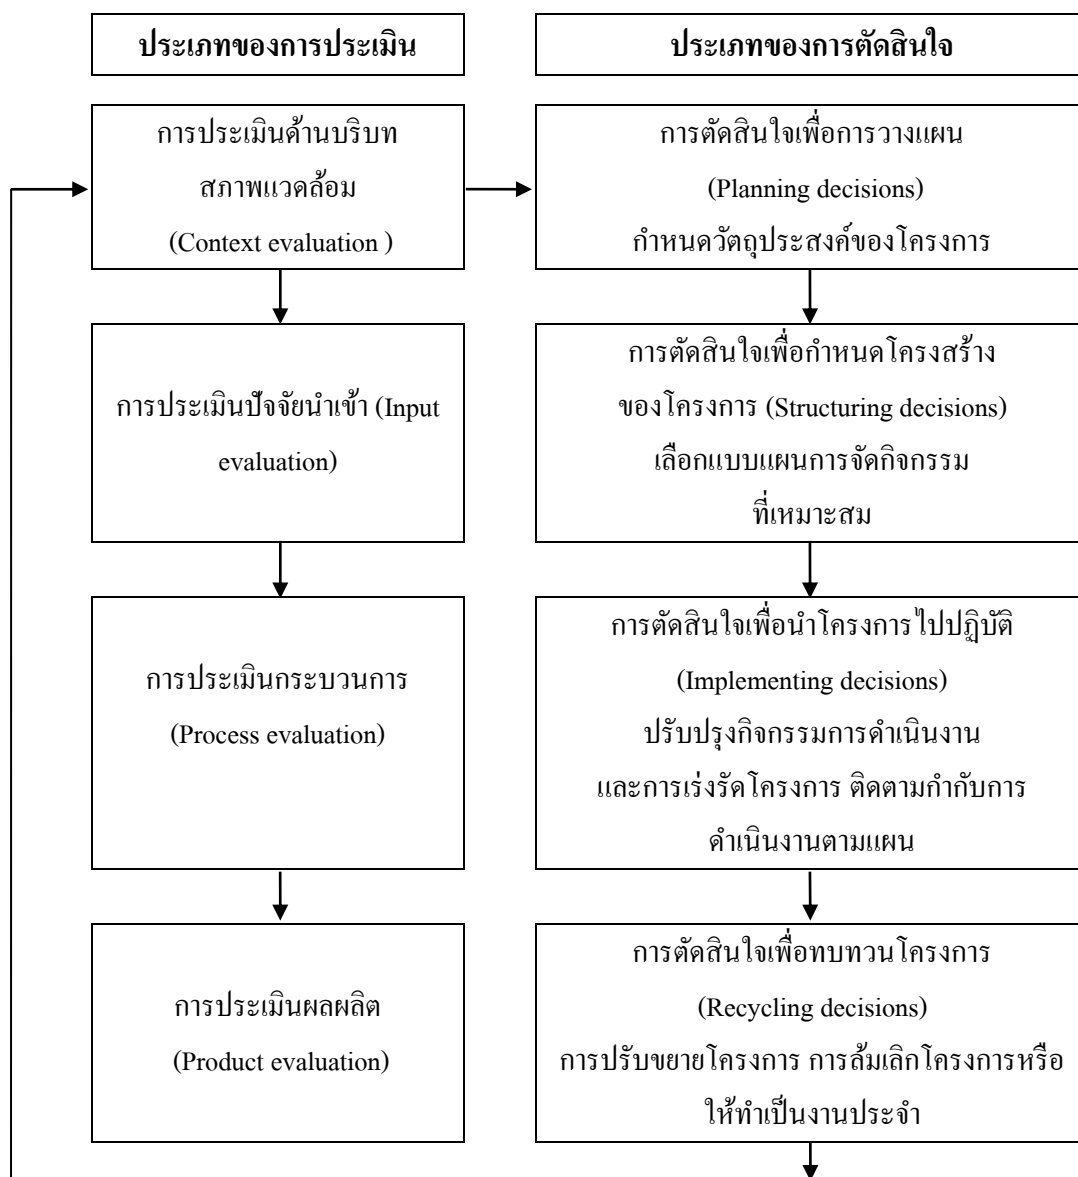 ประเภทของการประเมิน
ประเภทของการตัดสินใจ
การประเมินด้านบริบท
สภาพแวดล้อม
(Context evaluation )
การตัดสินใจเพื่อการวางแผน
(Planning decisions)
กำหนดวัตถุประสงค์ของโครงการ
การประเมินปัจจัยนำเข้า (Input
evaluation)
การตัดสินใจเพื่อกำหนดโครงสร้าง
ของโครงการ (Structuring decisions)
เลือกแบบแผนการจัดกิจกรรม
ที่เหมาะสม
การประเมินกระบวนการ
(Process evaluation)
การตัดสินใจเพื่อนำโครงการไปปฏิบัติ
(Implementing decisions)
ปรับปรุงกิจกรรมการดำเนินงาน
และการเร่งรัดโครงการ ติดตามกำกับการ
ดำเนินงานตามแผน
การประเมินผลผลิต
(Product evaluation)
การตัดสินใจเพื่อทบทวนโครงการ
(Recycling decisions)
การปรับขยายโครงการ การล้มเลิกโครงการหรือ
ให้ทำเป็นงานประจำ